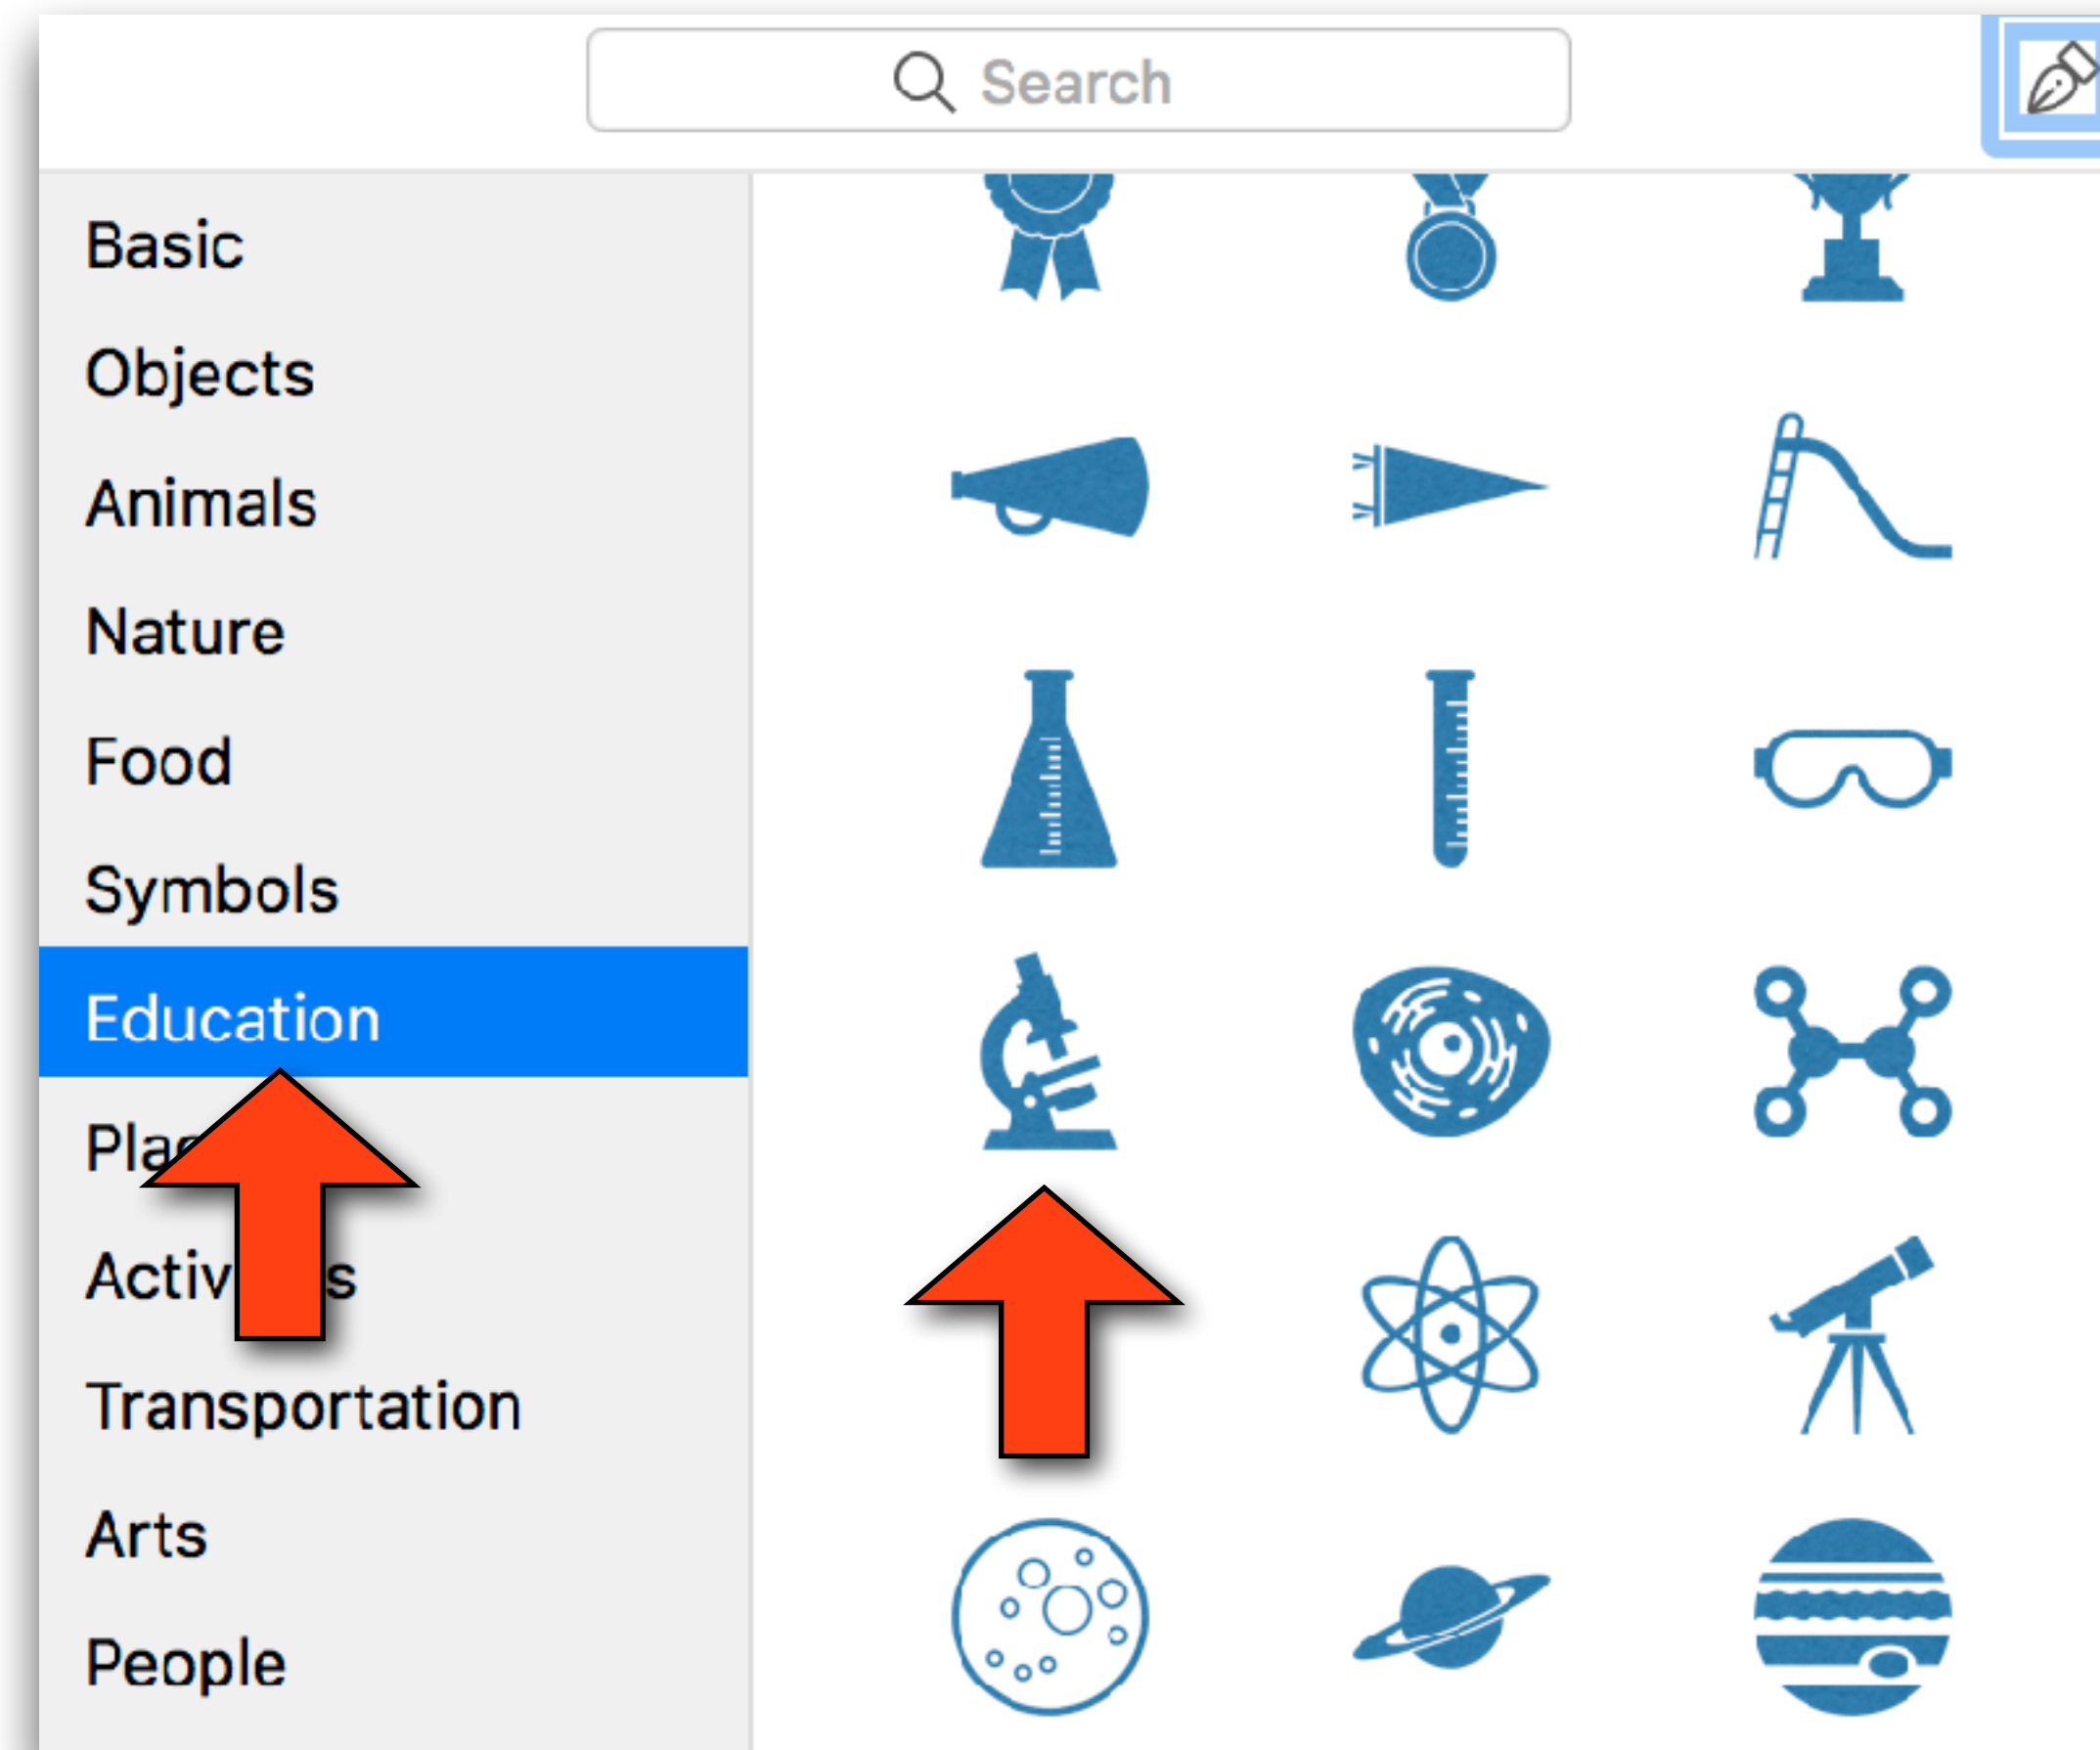 Search
Basic
Objects
Animals
Nature
Food
Symbols
Education
Transportation
Arts
People